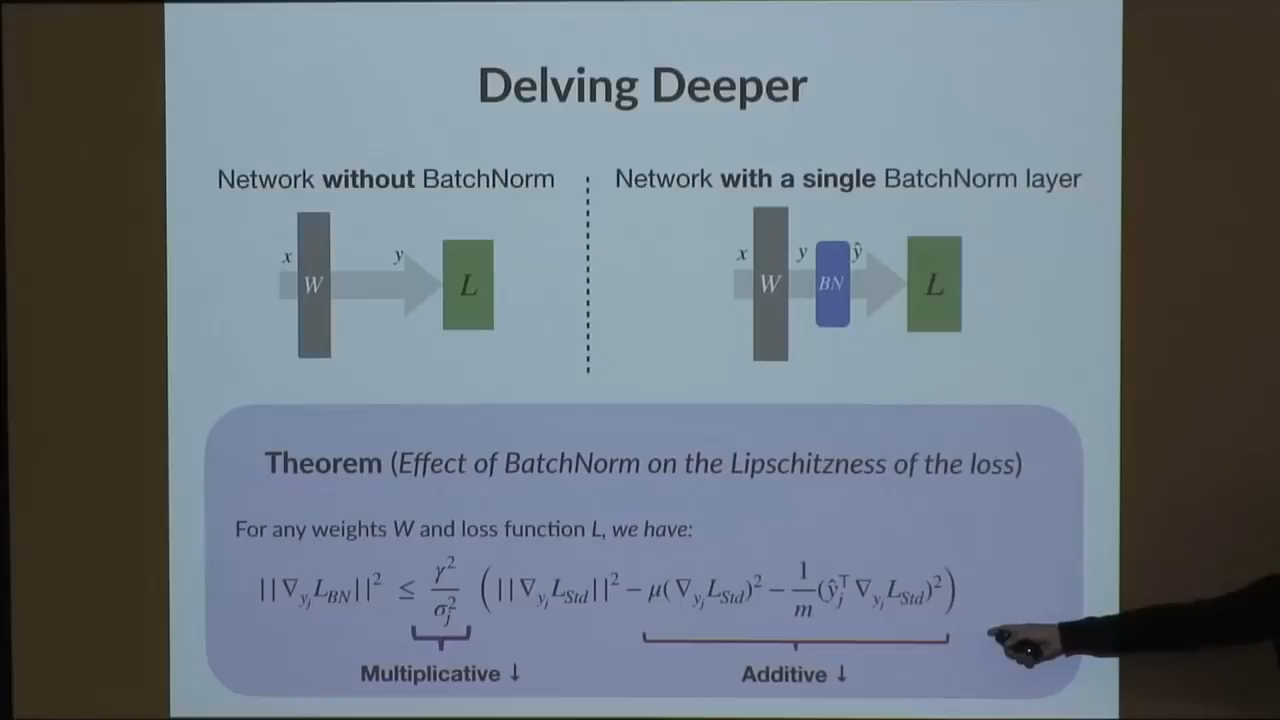 Delving Deeper
Network without BatchNorm
Network with a single BatchNorm layer
x W y L
x W y BN ŷ L
Theorem (Effect of BatchNorm on the Lipschitzness of the loss)
For any weights W and loss function L, we have:
||∇_{y_j} L_{BN}||² ≤ γ²/σ_j² (||∇_{y_j} L_{Std}||² − μ(∇_{y_j} L_{Std})² − 1/m (ŷ_j^⊤ ∇_{y_j} L_{Std})²)
Multiplicative ↓
Additive ↓